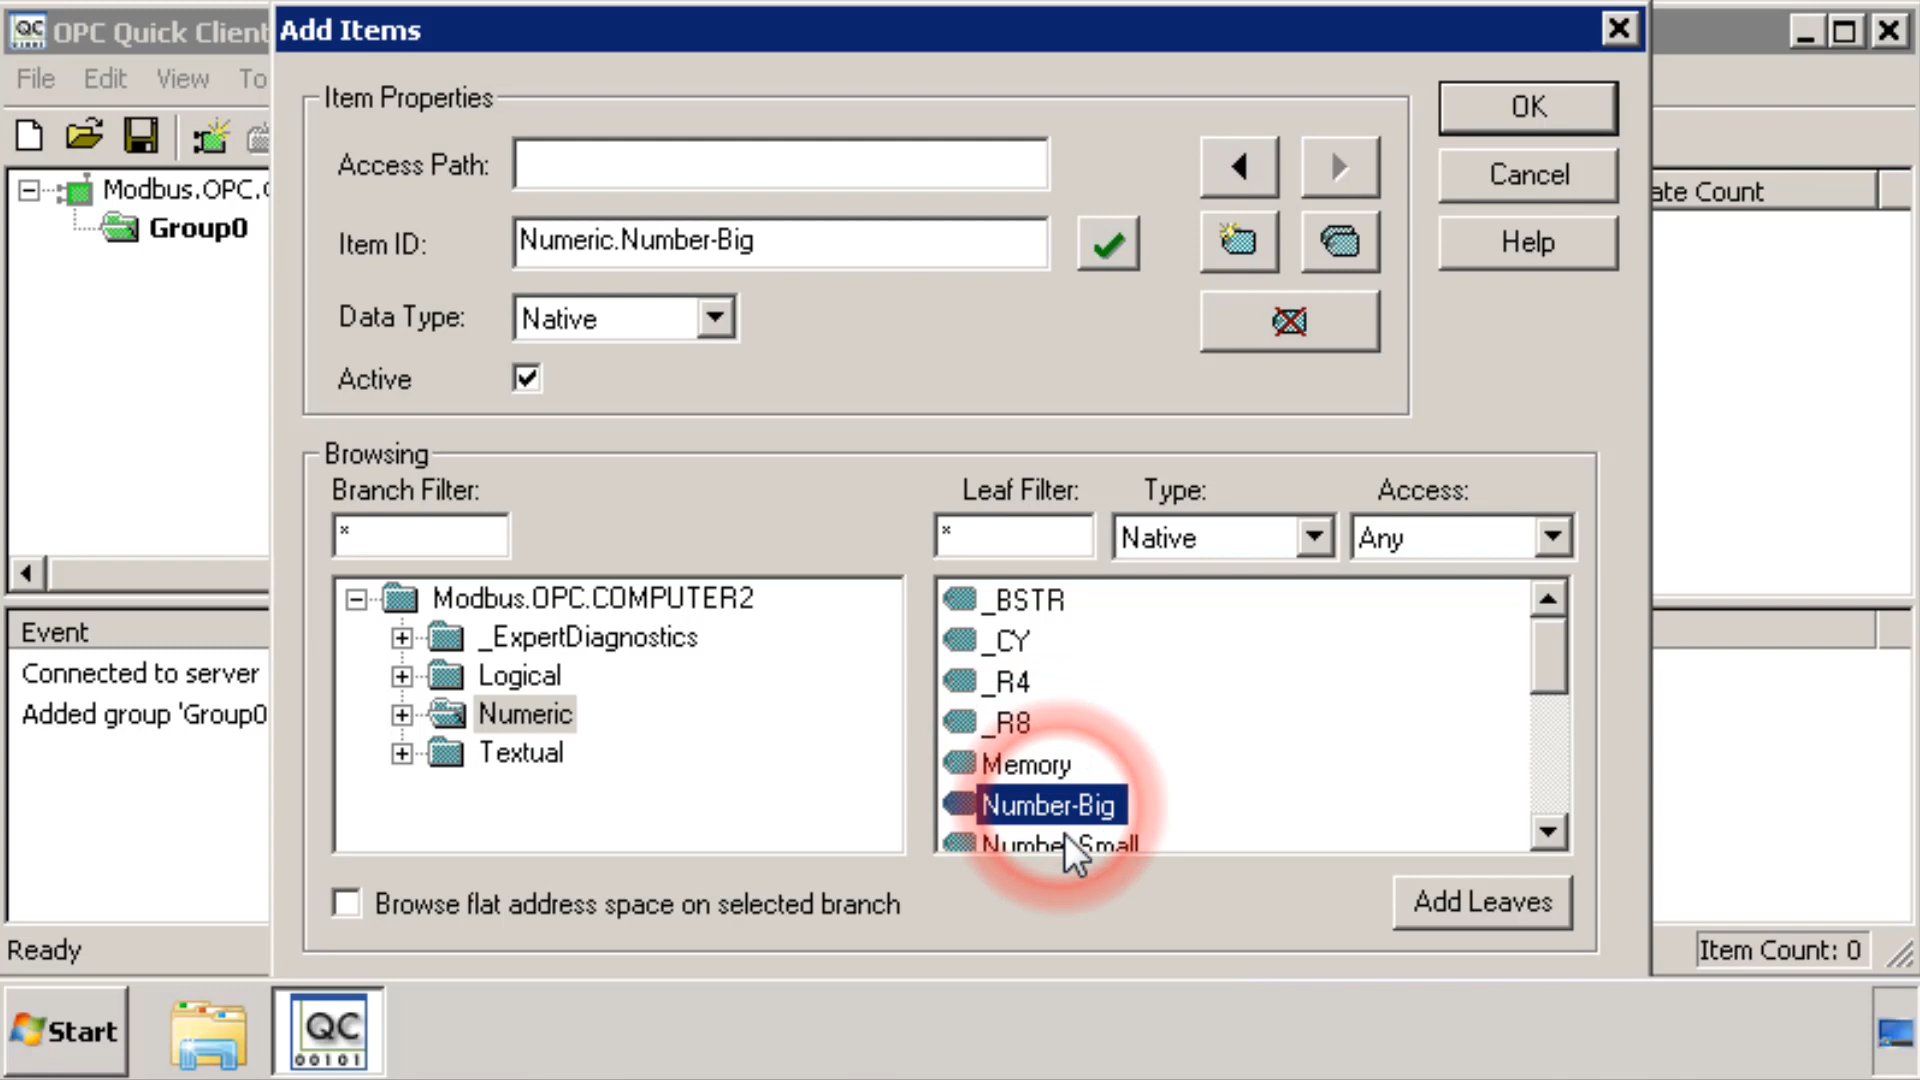 OPC Quick Client
Add Items
File Edit View To
Item Properties
OK
Access Path:
Cancel
Modbus.OPC.
ate Count
Group0
Item ID:
Numeric.Number-Big
Help
Data Type:
Native
Active
Browsing
Branch Filter:
Leaf Filter:
Type:
Access:
*
*
Native
Any
Modbus.OPC.COMPUTER2
_ExpertDiagnostics
Logical
Numeric
Textual
_BSTR
_CY
_R4
_R8
Memory
Number-Big
Number-Small
Event
Connected to server
Added group 'Group0
Browse flat address space on selected branch
Add Leaves
Ready
Item Count: 0
Start
QC
00101